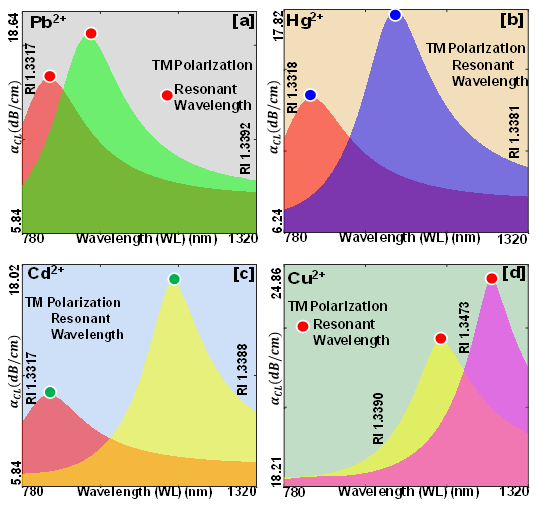 Pb2+ [a]
18.64
RI 1.3317
TM Polarization
Resonant
Wavelength
αCL(dB/cm)
RI 1.3392
5.84
780 Wavelength (WL) (nm) 1320
Hg2+ [b]
17.82
TM Polarization
Resonant
Wavelength
RI 1.3318
αCL(dB/cm)
RI 1.3381
6.24
780 Wavelength (WL) (nm) 1320
Cd2+ [c]
18.02
TM Polarization
Resonant
Wavelength
αCL(dB/cm)
RI 1.3317
RI 1.3388
5.84
780 Wavelength (WL) (nm) 1320
Cu2+ [d]
24.86
TM Polarization
Resonant
Wavelength
RI 1.3473
αCL(dB/cm)
RI 1.3390
18.21
780 Wavelength (WL) (nm) 1320